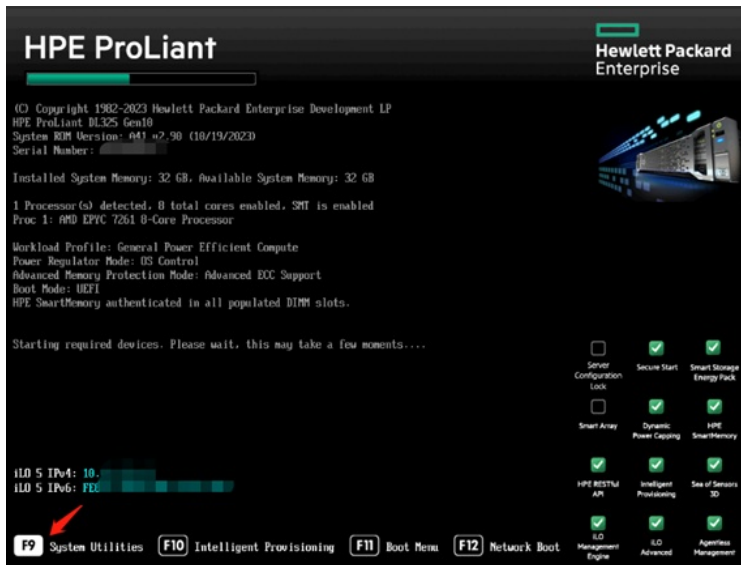 HPE ProLiant
Hewlett Packard
Enterprise
(C) Copyright 1982-2023 Hewlett Packard Enterprise Development LP
HPE ProLiant DL325 Gen10
System ROM Version: A41 v2.90 (10/19/2023)
Serial Number:
Installed System Memory: 32 GB, Available System Memory: 32 GB
1 Processor(s) detected, 8 total cores enabled, SMT is enabled
Proc 1: AMD EPYC 7261 8-Core Processor
Workload Profile: General Power Efficient Compute
Power Regulator Mode: OS Control
Advanced Memory Protection Mode: Advanced ECC Support
Boot Mode: UEFI
HPE SmartMemory authenticated in all populated DIMM slots.
Starting required devices. Please wait, this may take a few moments....
Server Configuration Lock
Secure Start
Smart Storage Energy Pack
Smart Array
Dynamic Power Capping
HPE SmartMemory
HPE RESTful API
Intelligent Provisioning
Sea of Sensors 3D
iLO Management Engine
iLO Advanced
Agentless Management
iLO 5 IPv4: 10.
iLO 5 IPv6:
F9 System Utilities F10 Intelligent Provisioning F11 Boot Menu F12 Network Boot